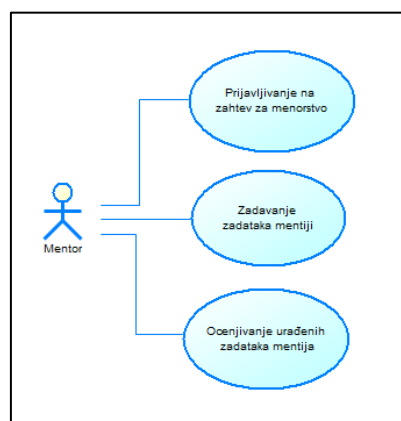 Prijavljivanje na
zahtev za menorstvo
Zadavanje
zadataka mentiji
Mentor
Ocenjivanje urađenih
zadataka mentija